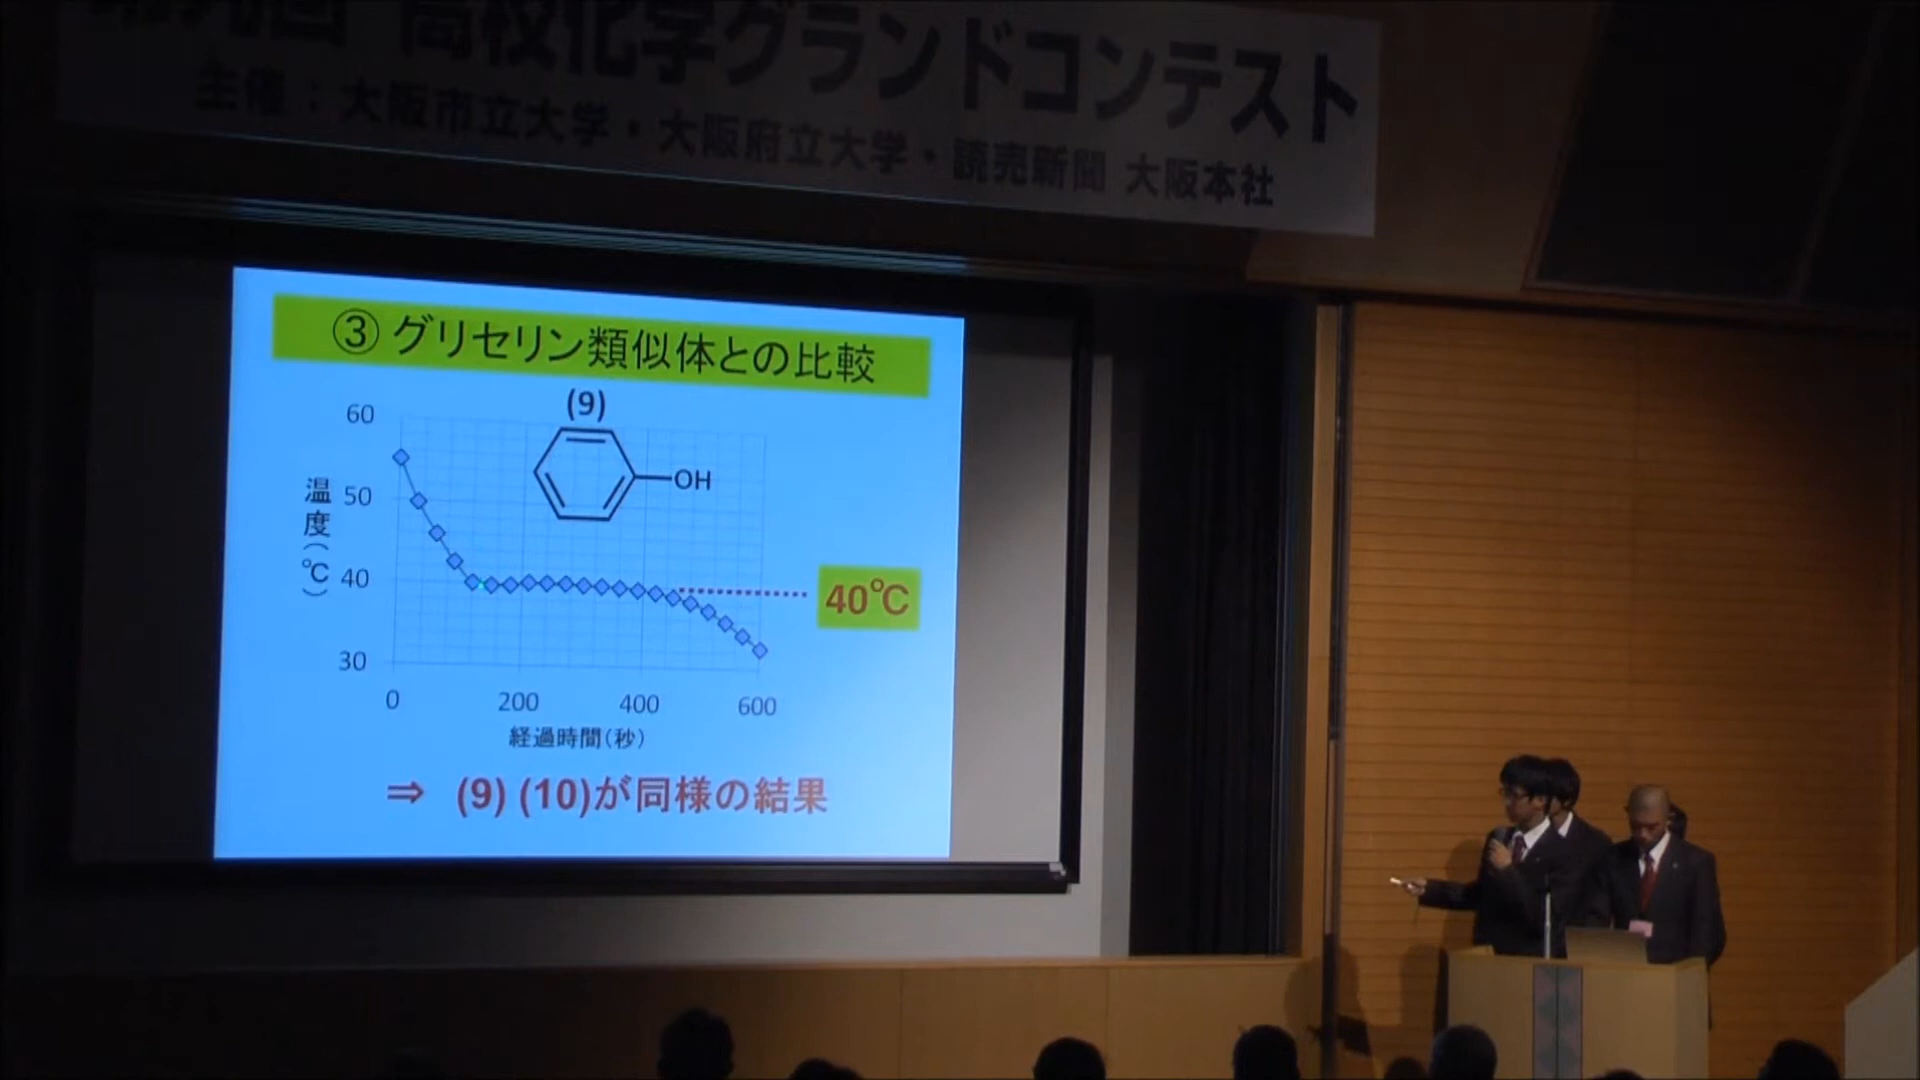 高校化学グランドコンテスト
主催：大阪市立大学・大阪府立大学・読売新聞 大阪本社
③ グリセリン類似体との比較
(9)
OH
温度(℃)
60
50
40
30
0 200 400 600
経過時間(秒)
40℃
⇒ (9) (10)が同様の結果